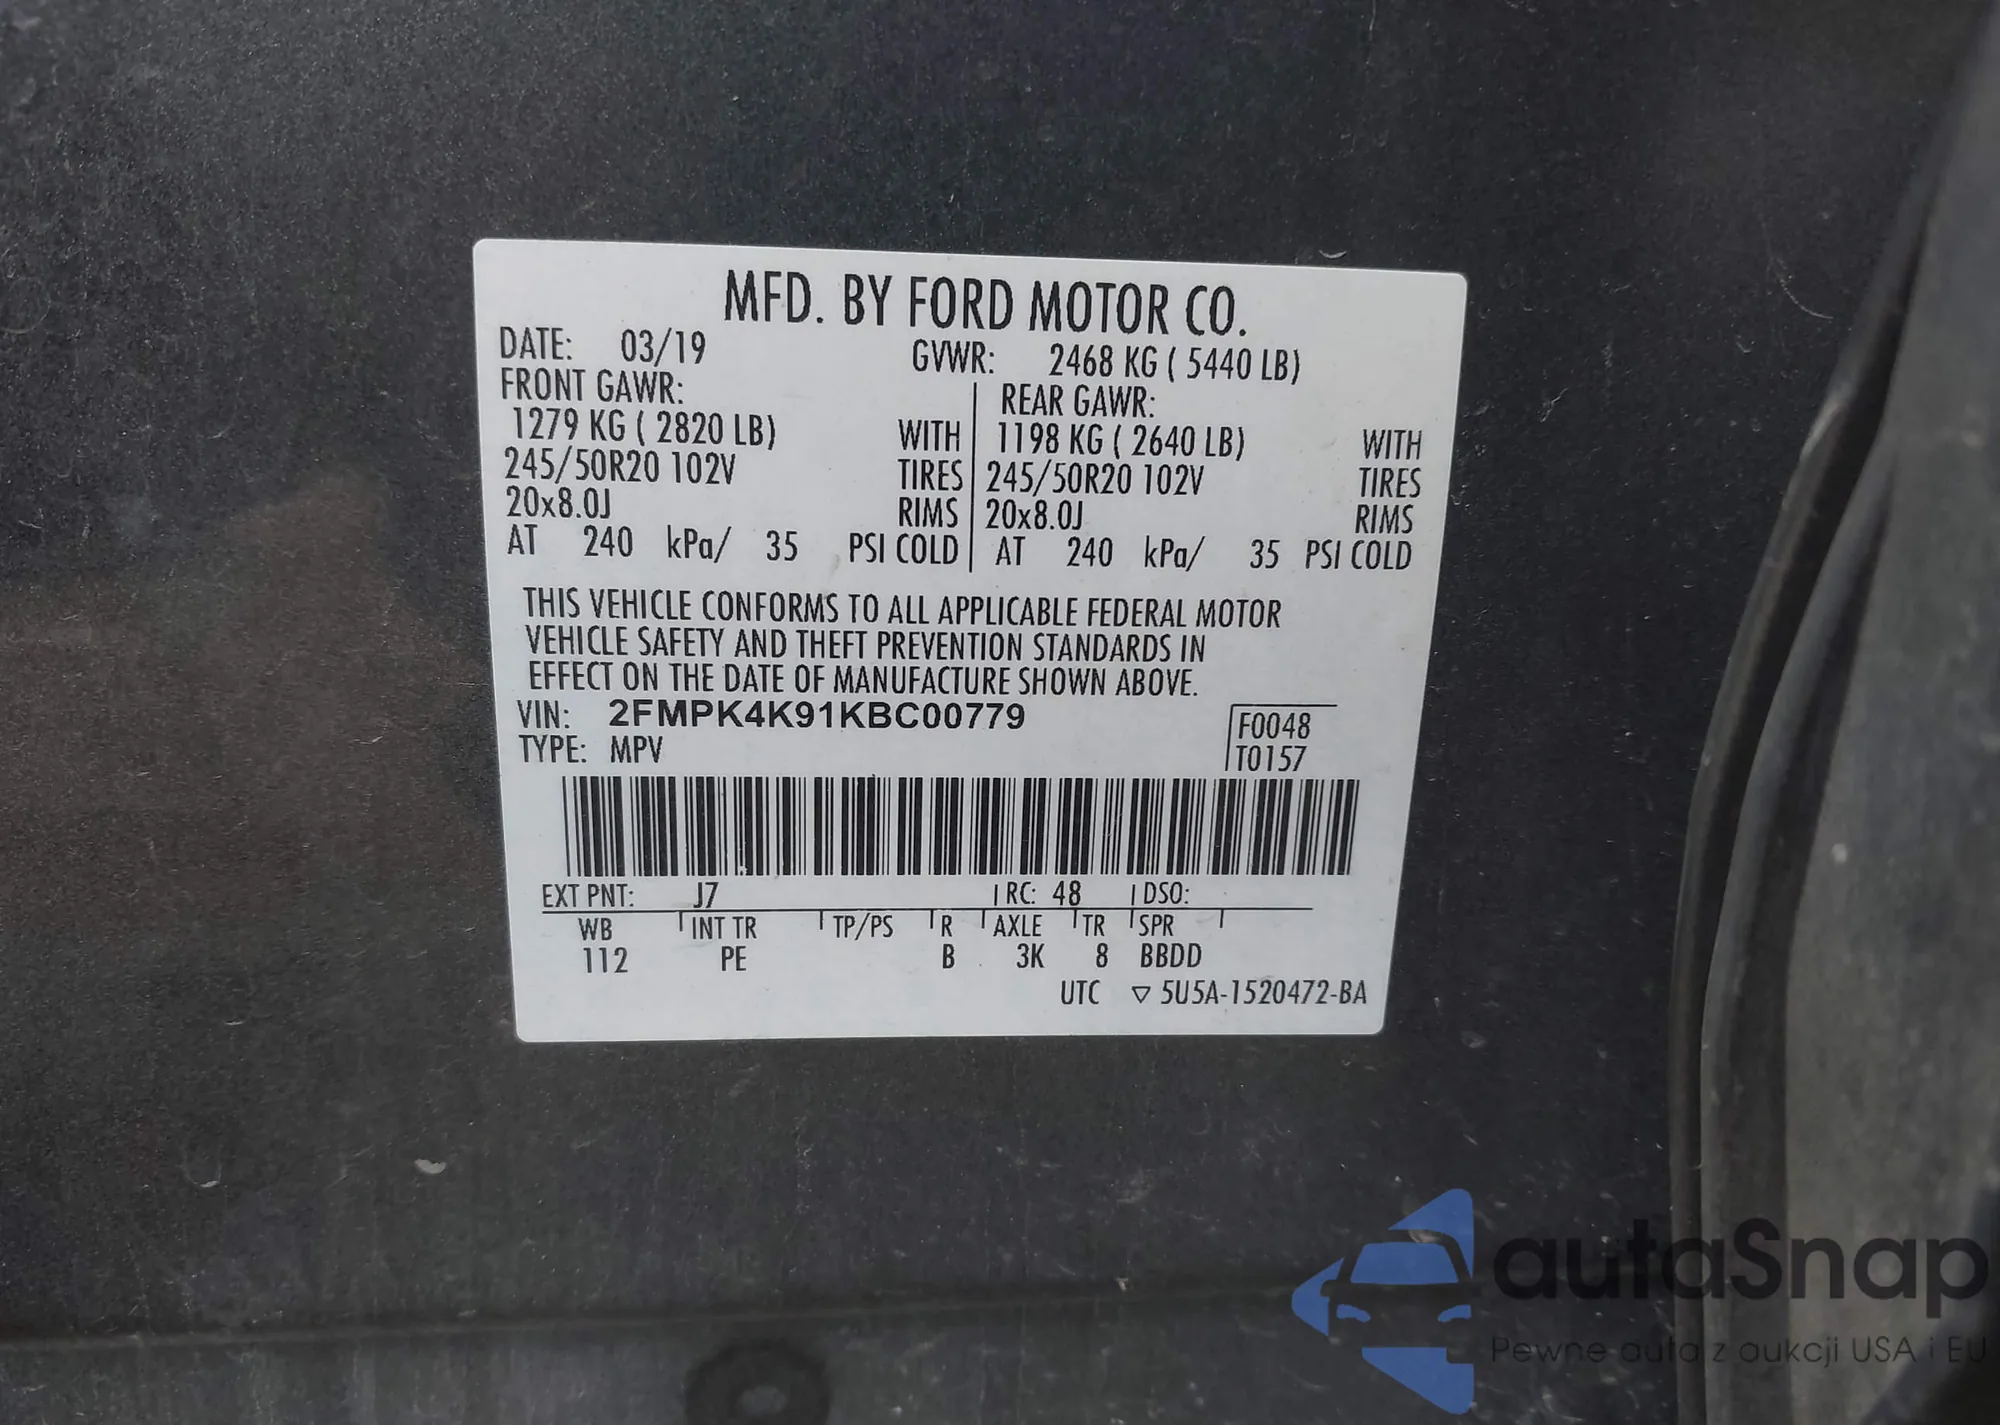 MFD. BY FORD MOTOR CO.
DATE: 03/19 GVWR: 2468 KG ( 5440 LB)
FRONT GAWR: REAR GAWR:
1279 KG ( 2820 LB) WITH 1198 KG ( 2640 LB) WITH
245/50R20 102V TIRES 245/50R20 102V TIRES
20x8.0J RIMS 20x8.0J RIMS
AT 240 kPa/ 35 PSI COLD AT 240 kPa/ 35 PSI COLD
THIS VEHICLE CONFORMS TO ALL APPLICABLE FEDERAL MOTOR
VEHICLE SAFETY AND THEFT PREVENTION STANDARDS IN
EFFECT ON THE DATE OF MANUFACTURE SHOWN ABOVE.
VIN: 2FMPK4K91KBC00779 F0048
TYPE: MPV T0157
EXT PNT: J7 RC: 48 DSO:
WB INT TR TP/PS R AXLE TR SPR
112 PE B 3K 8 BBDD
UTC ▽ 5U5A-1520472-BA
autaSnap
Pewne auta z aukcji USA i EU